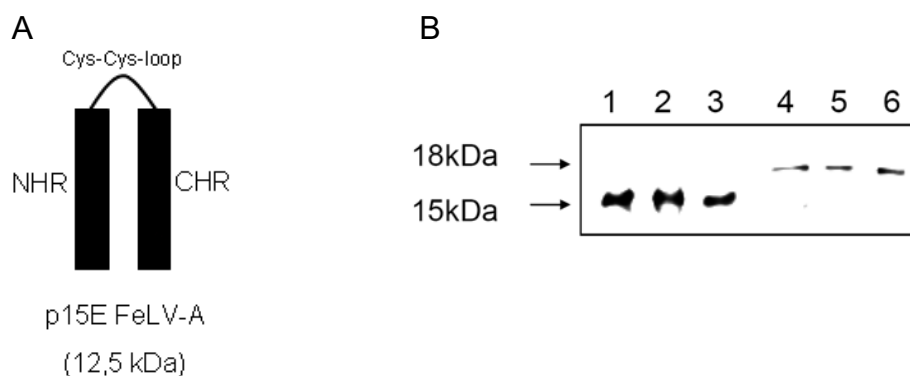 A
Cys-Cys-loop
NHR
CHR
p15E FeLV-A
(12,5 kDa)
B
1 2 3 4 5 6
18kDa
15kDa